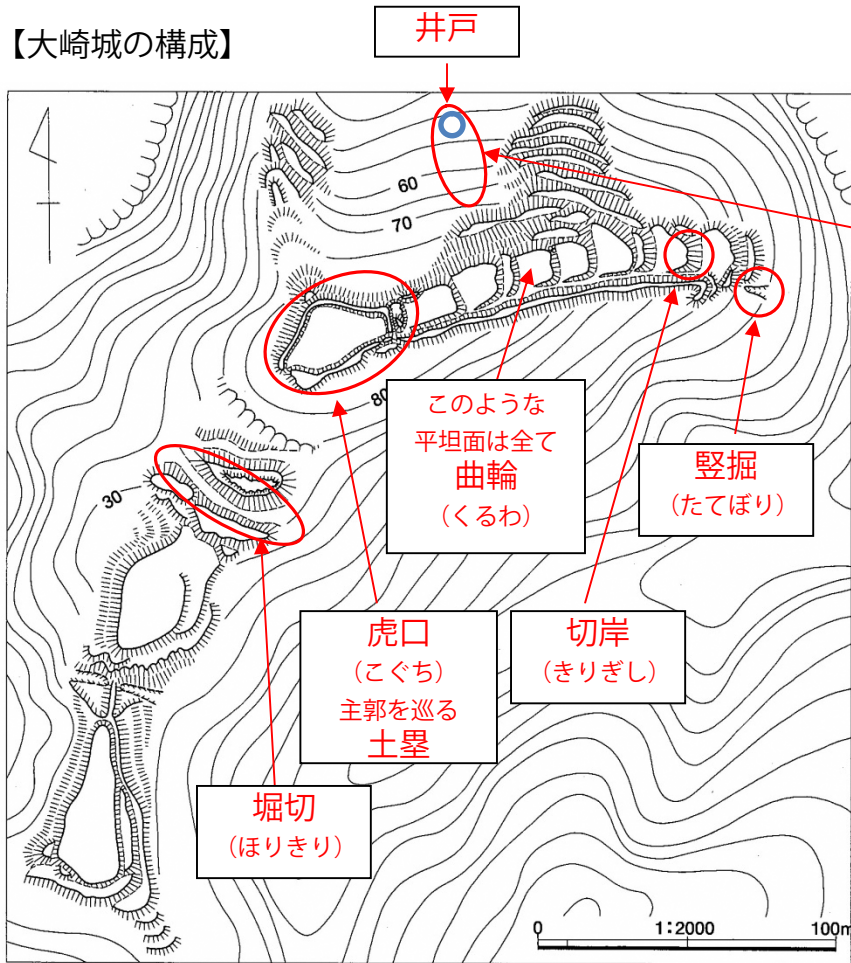 【大崎城の構成】
井戸
60
70
80
30
このような
平坦面は全て
曲輪
（くるわ）
竪掘
（たてぼり）
虎口
（こぐち）
主郭を巡る
土塁
切岸
（きりぎし）
堀切
（ほりきり）
0 1:2000 100m